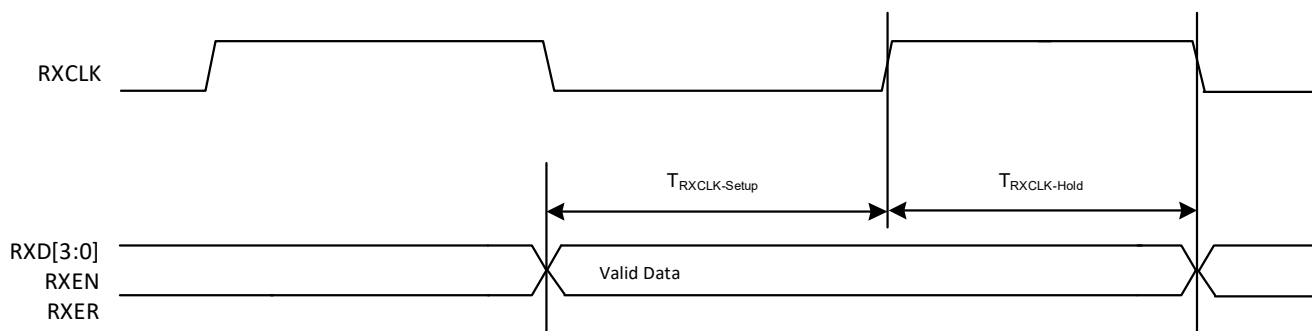 RXCLK
TRXCLK-Setup
TRXCLK-Hold
RXD[3:0]
RXEN
RXER
Valid Data